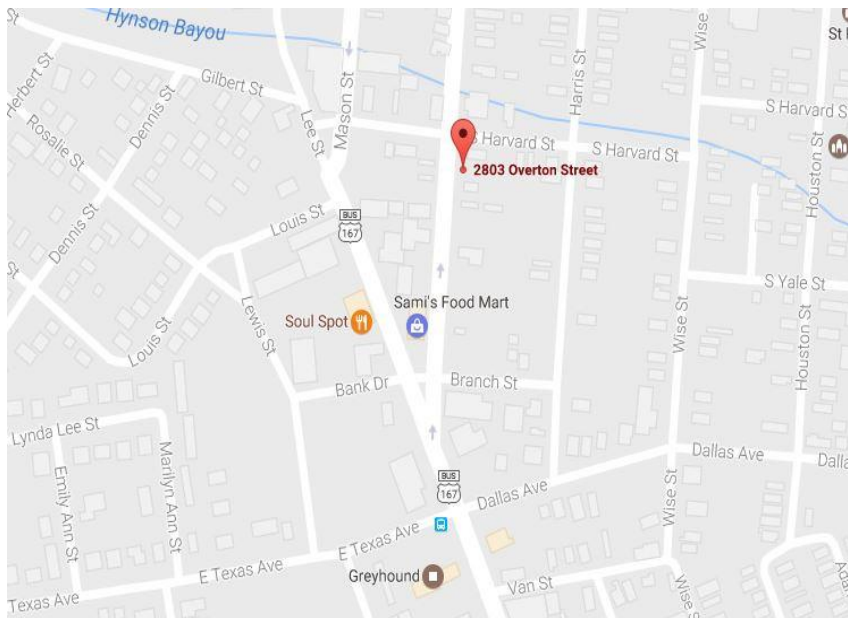 Hynson Bayou
St
Gilbert St
Herbert St
Dennis St
Rosalie St
Lee St
Mason St
Harris St
Wise
St
S Harvard St
S Harvard St
S Harvard St
Houston St
2803 Overton Street
Dennis St
Louis St
BUS
167
St
Lewis St
Sami's Food Mart
Soul Spot
S Yale St
Wise St
Houston St
Louis St
Bank Dr
Branch St
Lynda Lee St
Marilyn Ann St
Emily Ann St
BUS
167
Dallas Ave
Dallas
Dallas Ave
Wise St
E Texas Ave
E Texas Ave
Texas Ave
Greyhound
Van St
Wise St